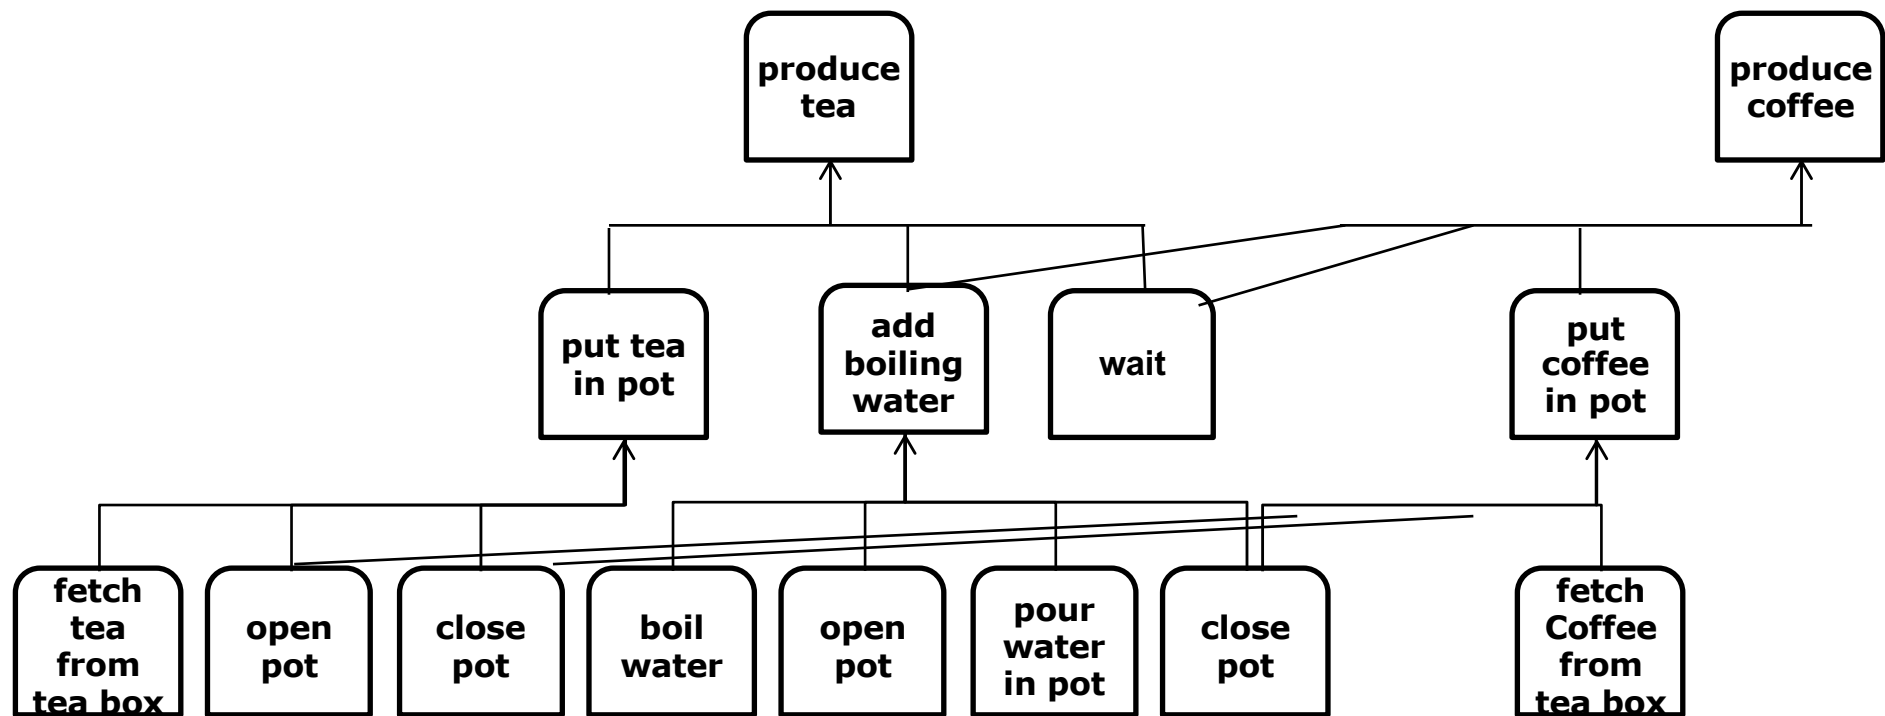 produce
tea
produce
coffee
put tea
in pot
add
boiling
water
wait
put
coffee
in pot
fetch
tea
from
tea box
open
pot
close
pot
boil
water
open
pot
pour
water
in pot
close
pot
fetch
Coffee
from
tea box